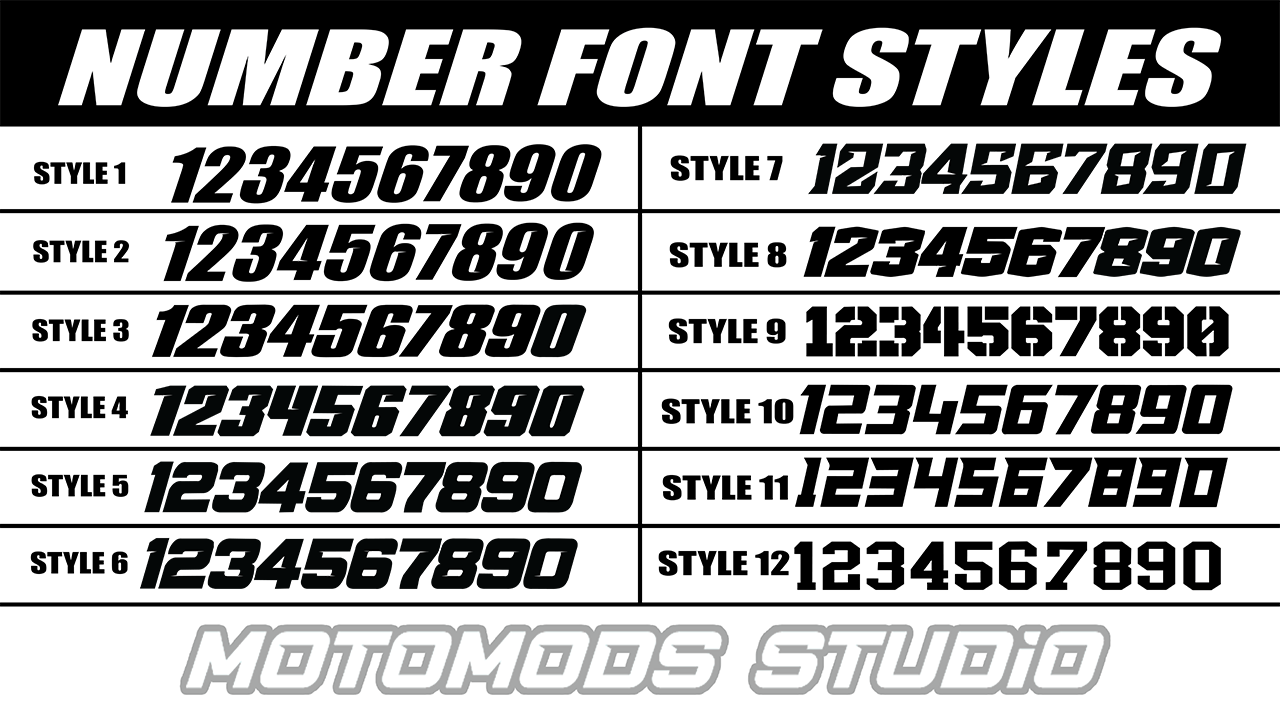 NUMBER FONT STYLES
STYLE 1 1234567890
STYLE 2 1234567890
STYLE 3 1234567890
STYLE 4 1234567890
STYLE 5 1234567890
STYLE 6 1234567890
STYLE 7 1234567890
STYLE 8 1234567890
STYLE 9 1234567890
STYLE 10 1234567890
STYLE 11 1234567890
STYLE 12 1234567890
MOTOMODS STUDiO